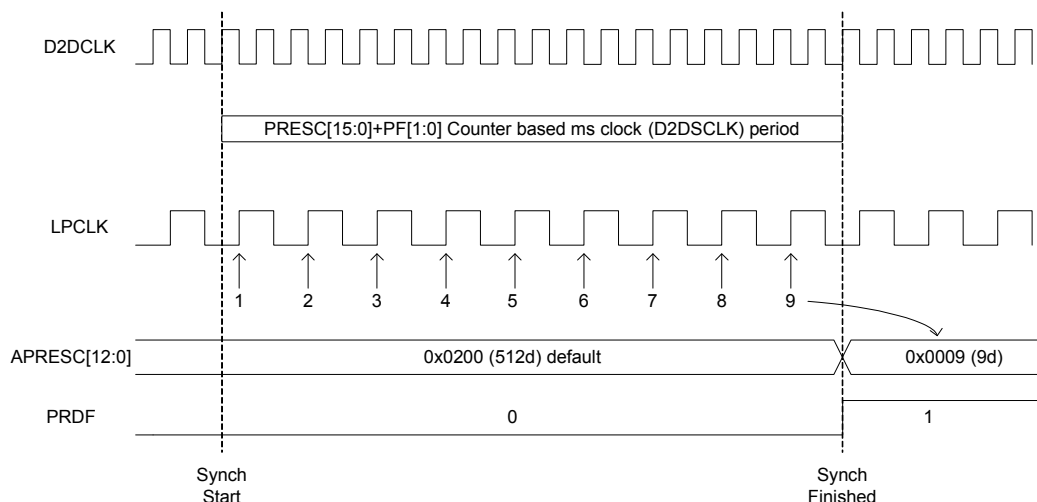 D2DCLK
PRESC[15:0]+PF[1:0] Counter based ms clock (D2DSCLK) period
LPCLK
1 2 3 4 5 6 7 8 9
APRESC[12:0] 0x0200 (512d) default 0x0009 (9d)
PRDF 0 1
Synch Start
Synch Finished